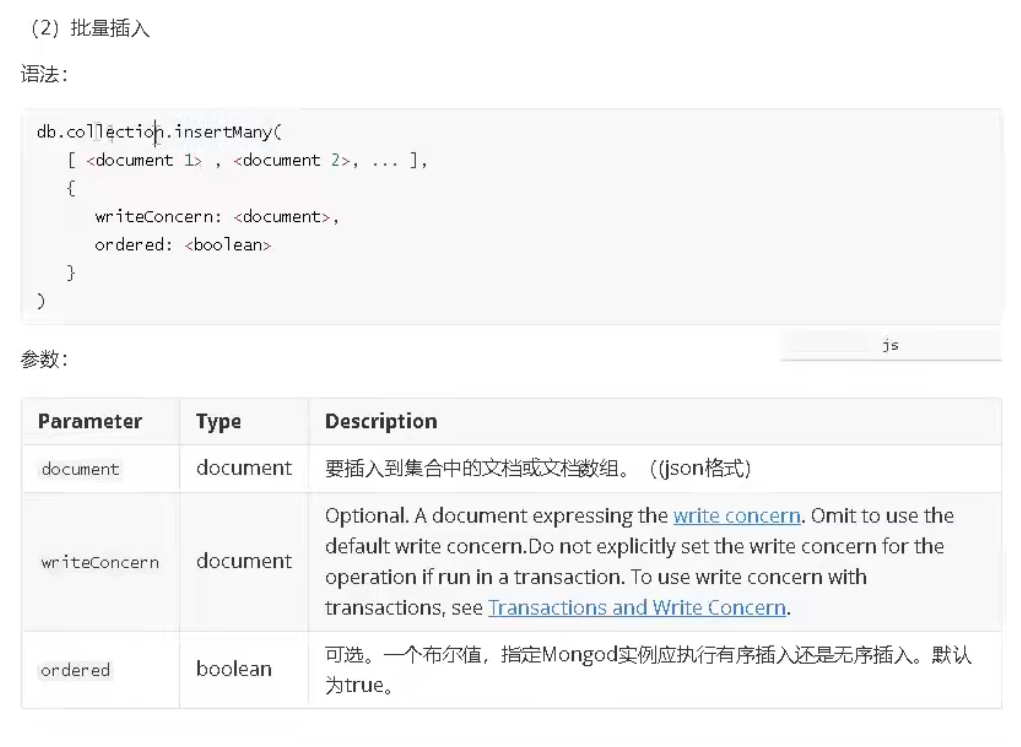 （2）批量插入
语法：
db.collection.insertMany(
[ <document 1> , <document 2>, ... ],
{
writeConcern: <document>,
ordered: <boolean>
}
)
js
参数：
Parameter Type Description
document document 要插入到集合中的文档或文档数组。（(json格式）
Optional. A document expressing the write concern. Omit to use the
default write concern.Do not explicitly set the write concern for the
writeConcern document operation if run in a transaction. To use write concern with
transactions, see Transactions and Write Concern.
ordered boolean 可选。一个布尔值，指定Mongod实例应执行有序插入还是无序插入。默认
为true。